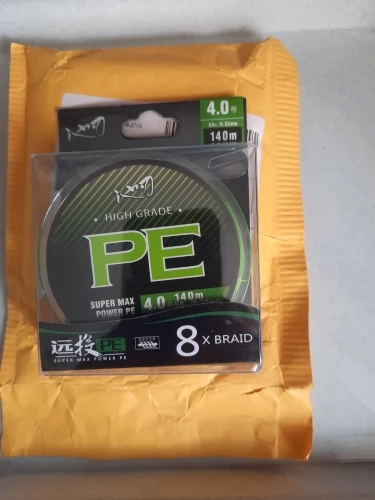 4.0号
140m
HIGH GRADE
PE
SUPER MAX
POWER PE
4.0 140m
远投PE
SUPER MAX POWER PE
8 X BRAID